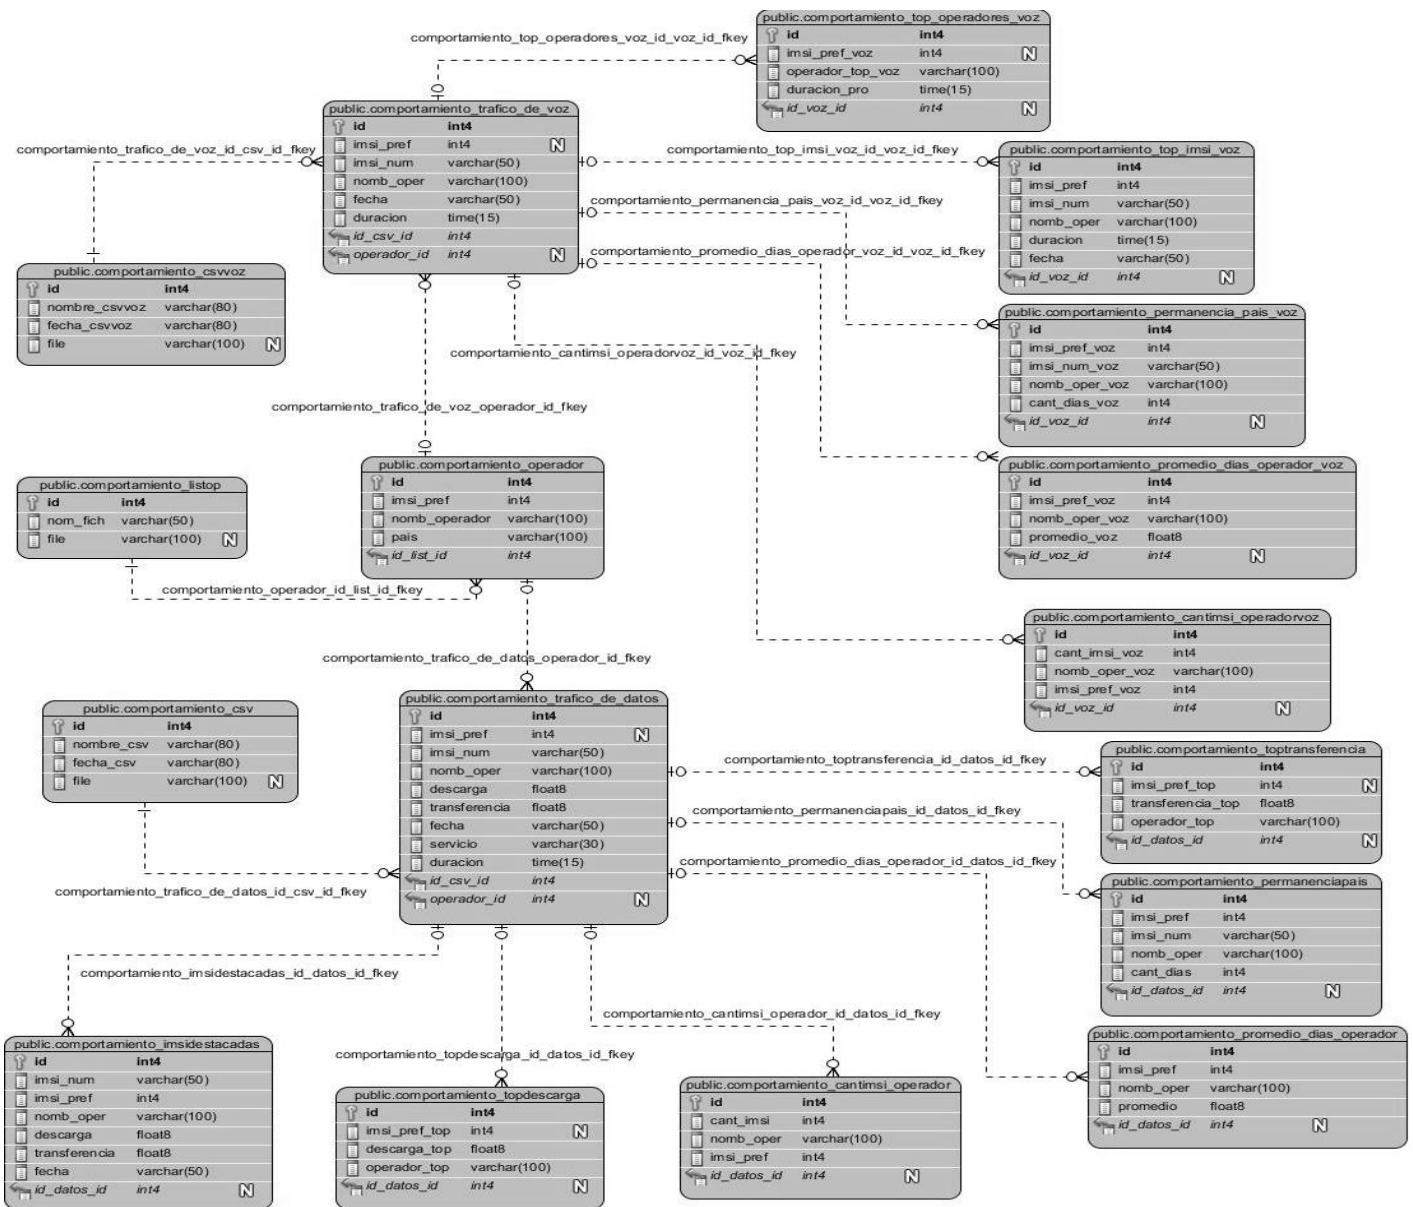 public.comportamiento_top_operadores_voz
id int4
imsi_pref_voz int4 N
operador_top_voz varchar(100)
duracion_pro time(15)
id_voz_id int4 N
comportamiento_top_operadores_voz_id_voz_id_fkey
public.comportamiento_trafico_de_voz
id int4
imsi_pref int4 N
imsi_num varchar(50)
nomb_oper varchar(100)
fecha varchar(50)
duracion time(15)
id_csv_id int4
operador_id int4 N
comportamiento_trafico_de_voz_id_csv_id_fkey
comportamiento_top_imsi_voz_id_voz_id_fkey
public.comportamiento_top_imsi_voz
id int4
imsi_pref int4
imsi_num varchar(50)
nomb_oper varchar(100)
duracion time(15)
fecha varchar(50)
id_voz_id int4 N
comportamiento_permanencia_pais_voz_id_voz_id_fkey
comportamiento_promedio_días_operador_voz_id_voz_id_fkey
public.comportamiento_csvvoz
id int4
nombre_csvvoz varchar(80)
fecha_csvvoz varchar(80)
file varchar(100) N
public.comportamiento_permanencia_pais_voz
id int4
imsi_pref_voz int4
imsi_num_voz varchar(50)
nomb_oper_voz varchar(100)
cant_dias_voz int4
id_voz_id int4 N
comportamiento_cantimsi_operadorvoz_id_voz_id_fkey
comportamiento_trafico_de_voz_operador_id_fkey
public.comportamiento_promedio_dias_operador_voz
id int4
imsi_pref_voz int4
nomb_oper_voz varchar(100)
promedio_voz float8
id_voz_id int4 N
public.comportamiento_operador
id int4
imsi_pref int4
nomb_operador varchar(100)
pais varchar(100)
id_list_id int4
public.comportamiento_listop
id int4
nom_fich varchar(50)
file varchar(100) N
comportamiento_operador_id_list_id_fkey
public.comportamiento_cantimsi_operadorvoz
id int4
cant_imsi_voz int4
nomb_oper_voz varchar(100)
imsi_pref_voz int4
id_voz_id int4 N
comportamiento_trafico_de_datos_operador_id_fkey
public.comportamiento_trafico_de_datos
id int4
imsi_pref int4 N
imsi_num varchar(50)
nomb_oper varchar(100)
descarga float8
transferencia float8
fecha varchar(50)
servicio varchar(30)
duracion time(15)
id_csv_id int4
operador_id int4 N
public.comportamiento_csv
id int4
nombre_csv varchar(80)
fecha_csv varchar(80)
file varchar(100) N
comportamiento_trafico_de_datos_id_csv_id_fkey
comportamiento_toptransferencia_id_datos_id_fkey
public.comportamiento_toptransferencia
id int4
imsi_pref_top int4 N
transferencia_top float8
operador_top varchar(100)
id_datos_id int4 N
comportamiento_permanenciapais_id_datos_id_fkey
comportamiento_promedio_dias_operador_id_datos_id_fkey
public.comportamiento_permanenciapais
id int4
imsi_pref int4
imsi_num varchar(50)
nomb_oper varchar(100)
cant_dias int4
id_datos_id int4 N
comportamiento_imsidestacadas_id_datos_id_fkey
comportamiento_cantimsi_operador_id_datos_id_fkey
comportamiento_topdescarga_id_datos_id_fkey
public.comportamiento_promedio_dias_operador
id int4
imsi_pref int4
nomb_oper varchar(100)
promedio float8
id_datos_id int4 N
public.comportamiento_imsidestacadas
id int4
imsi_num varchar(50)
imsi_pref int4
nomb_oper varchar(100)
descarga float8
transferencia float8
fecha varchar(50)
id_datos_id int4 N
public.comportamiento_topdescarga
id int4
imsi_pref_top int4 N
descarga_top float8
operador_top varchar(100)
id_datos_id int4 N
public.comportamiento_cantimsi_operador
id int4
cant_imsi int4
nomb_oper varchar(100)
imsi_pref int4
id_datos_id int4 N